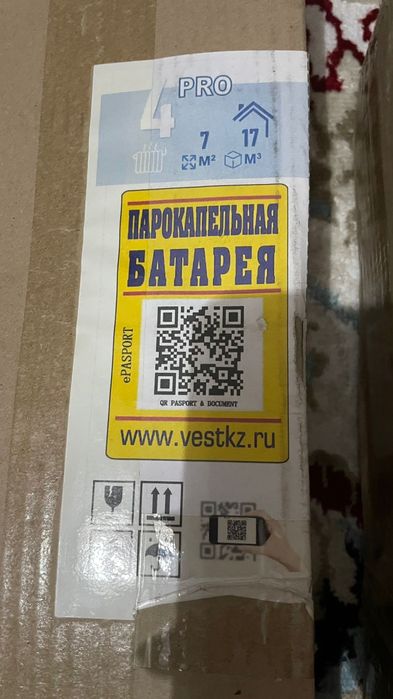 4 PRO
7 17
М² М³
ПАРОКАПЕЛЬНАЯ
БАТАРЕЯ
ePASPORT
QR PASPORT & DOCUMENT
www.vestkz.ru